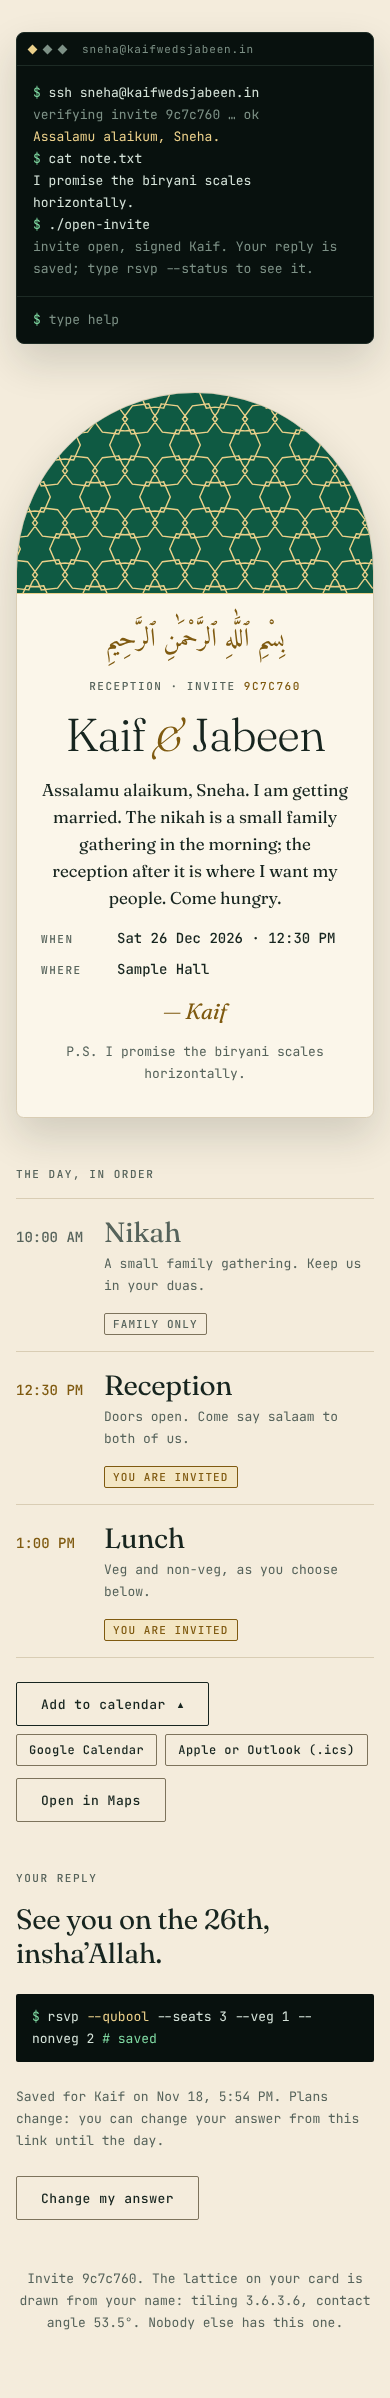 sneha@kaifwedsjabeen.in
$ ssh sneha@kaifwedsjabeen.in
verifying invite 9c7c760 … ok
Assalamu alaikum, Sneha.
$ cat note.txt
I promise the biryani scales
horizontally.
$ ./open-invite
invite open, signed Kaif. Your reply is
saved; type rsvp --status to see it.
$ type help
بِسْمِ ٱللَّهِ ٱلرَّحْمَٰنِ ٱلرَّحِيمِ
RECEPTION · INVITE 9C7C760
Kaif & Jabeen
Assalamu alaikum, Sneha. I am getting
married. The nikah is a small family
gathering in the morning; the
reception after it is where I want my
people. Come hungry.
WHEN Sat 26 Dec 2026 · 12:30 PM
WHERE Sample Hall
— Kaif
P.S. I promise the biryani scales
horizontally.
THE DAY, IN ORDER
10:00 AM Nikah
A small family gathering. Keep us
in your duas.
FAMILY ONLY
12:30 PM Reception
Doors open. Come say salaam to
both of us.
YOU ARE INVITED
1:00 PM Lunch
Veg and non-veg, as you choose
below.
YOU ARE INVITED
Add to calendar ▴
Google Calendar Apple or Outlook (.ics)
Open in Maps
YOUR REPLY
See you on the 26th,
insha’Allah.
$ rsvp --qubool --seats 3 --veg 1 --
nonveg 2 # saved
Saved for Kaif on Nov 18, 5:54 PM. Plans
change: you can change your answer from this
link until the day.
Change my answer
Invite 9c7c760. The lattice on your card is
drawn from your name: tiling 3.6.3.6, contact
angle 53.5°. Nobody else has this one.